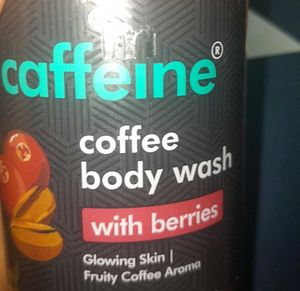 caffeine®
coffee
body wash
with berries
Glowing Skin |
Fruity Coffee Aroma